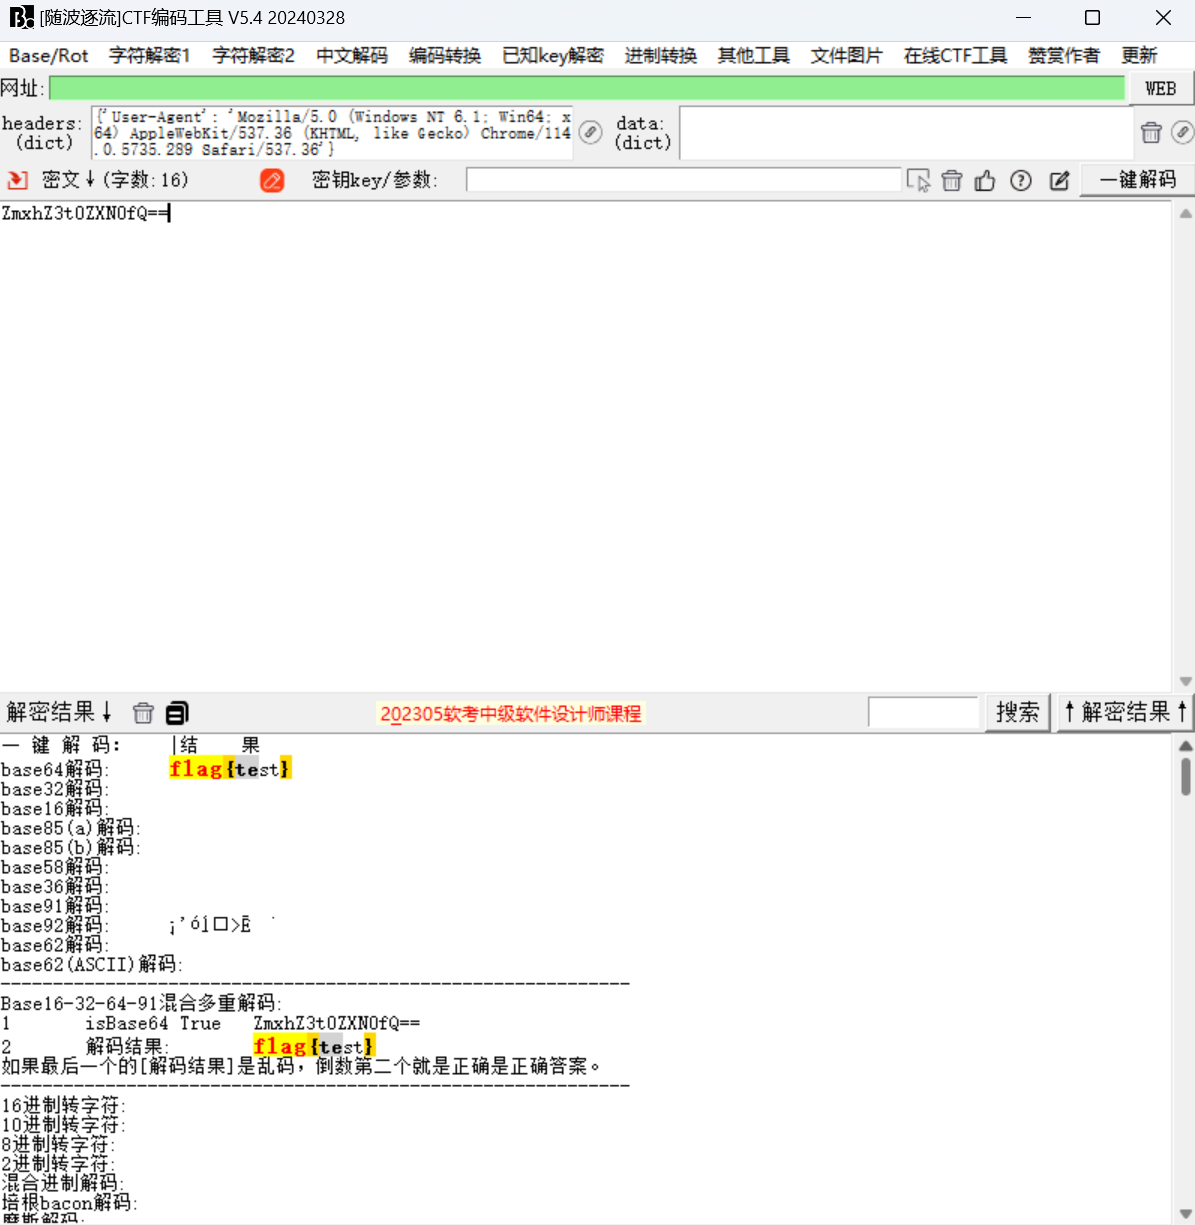 [随波逐流]CTF编码工具 V5.4 20240328
Base/Rot 字符解密1 字符解密2 中文解码 编码转换 已知key解密 进制转换 其他工具 文件图片 在线CTF工具 赞赏作者 更新
网址: WEB
headers: (dict)
{'User-Agent': 'Mozilla/5.0 (Windows NT 6.1; Win64; x
64) AppleWebKit/537.36 (KHTML, like Gecko) Chrome/114
.0.5735.289 Safari/537.36'}
data: (dict)
密文↓(字数:16) 密钥key/参数: 一键解码
ZmxhZ3t0ZXN0fQ==
解密结果↓ 202305软考中级软件设计师课程 搜索 ↑解密结果↑
一 键 解 码: |结 果
base64解码: flag{test}
base32解码:
base16解码:
base85(a)解码:
base85(b)解码:
base58解码:
base36解码:
base91解码:
base92解码:
base62解码:
base62(ASCII)解码:
------------------------------------------------------------
Base16-32-64-91混合多重解码:
1 isBase64 True ZmxhZ3t0ZXN0fQ==
2 解码结果: flag{test}
如果最后一个的[解码结果]是乱码，倒数第二个就是正确是正确答案。
------------------------------------------------------------
16进制转字符:
10进制转字符:
8进制转字符:
2进制转字符:
混合进制解码:
培根bacon解码:
摩斯解码: